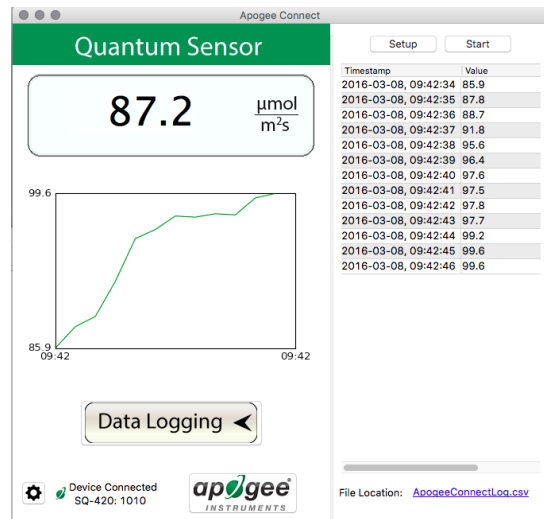 Apogee Connect
Quantum Sensor
87.2 µmol
m²s
99.6
85.9
09:42 09:42
Data Logging
Device Connected
SQ-420: 1010
apogee
INSTRUMENTS
Setup Start
Timestamp Value
2016-03-08, 09:42:34 85.9
2016-03-08, 09:42:35 87.8
2016-03-08, 09:42:36 88.7
2016-03-08, 09:42:37 91.8
2016-03-08, 09:42:38 95.6
2016-03-08, 09:42:39 96.4
2016-03-08, 09:42:40 97.6
2016-03-08, 09:42:41 97.5
2016-03-08, 09:42:42 97.8
2016-03-08, 09:42:43 97.7
2016-03-08, 09:42:44 99.2
2016-03-08, 09:42:45 99.6
2016-03-08, 09:42:46 99.6
File Location: ApogeeConnectLog.csv